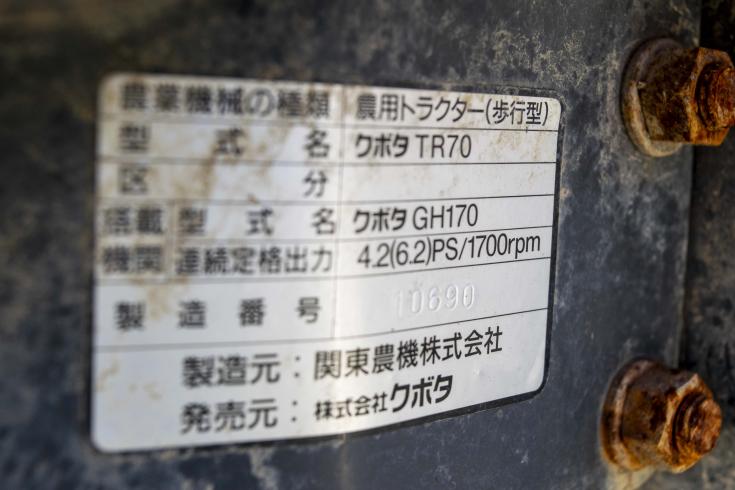 農業機械の種類 農用トラクター(歩行型)
型式名 クボタ TR70
区分
搭載機関 型式名 クボタ GH170
連続定格出力 4.2(6.2)PS/1700rpm
製造番号 10690
製造元：関東農機株式会社
発売元：株式会社クボタ